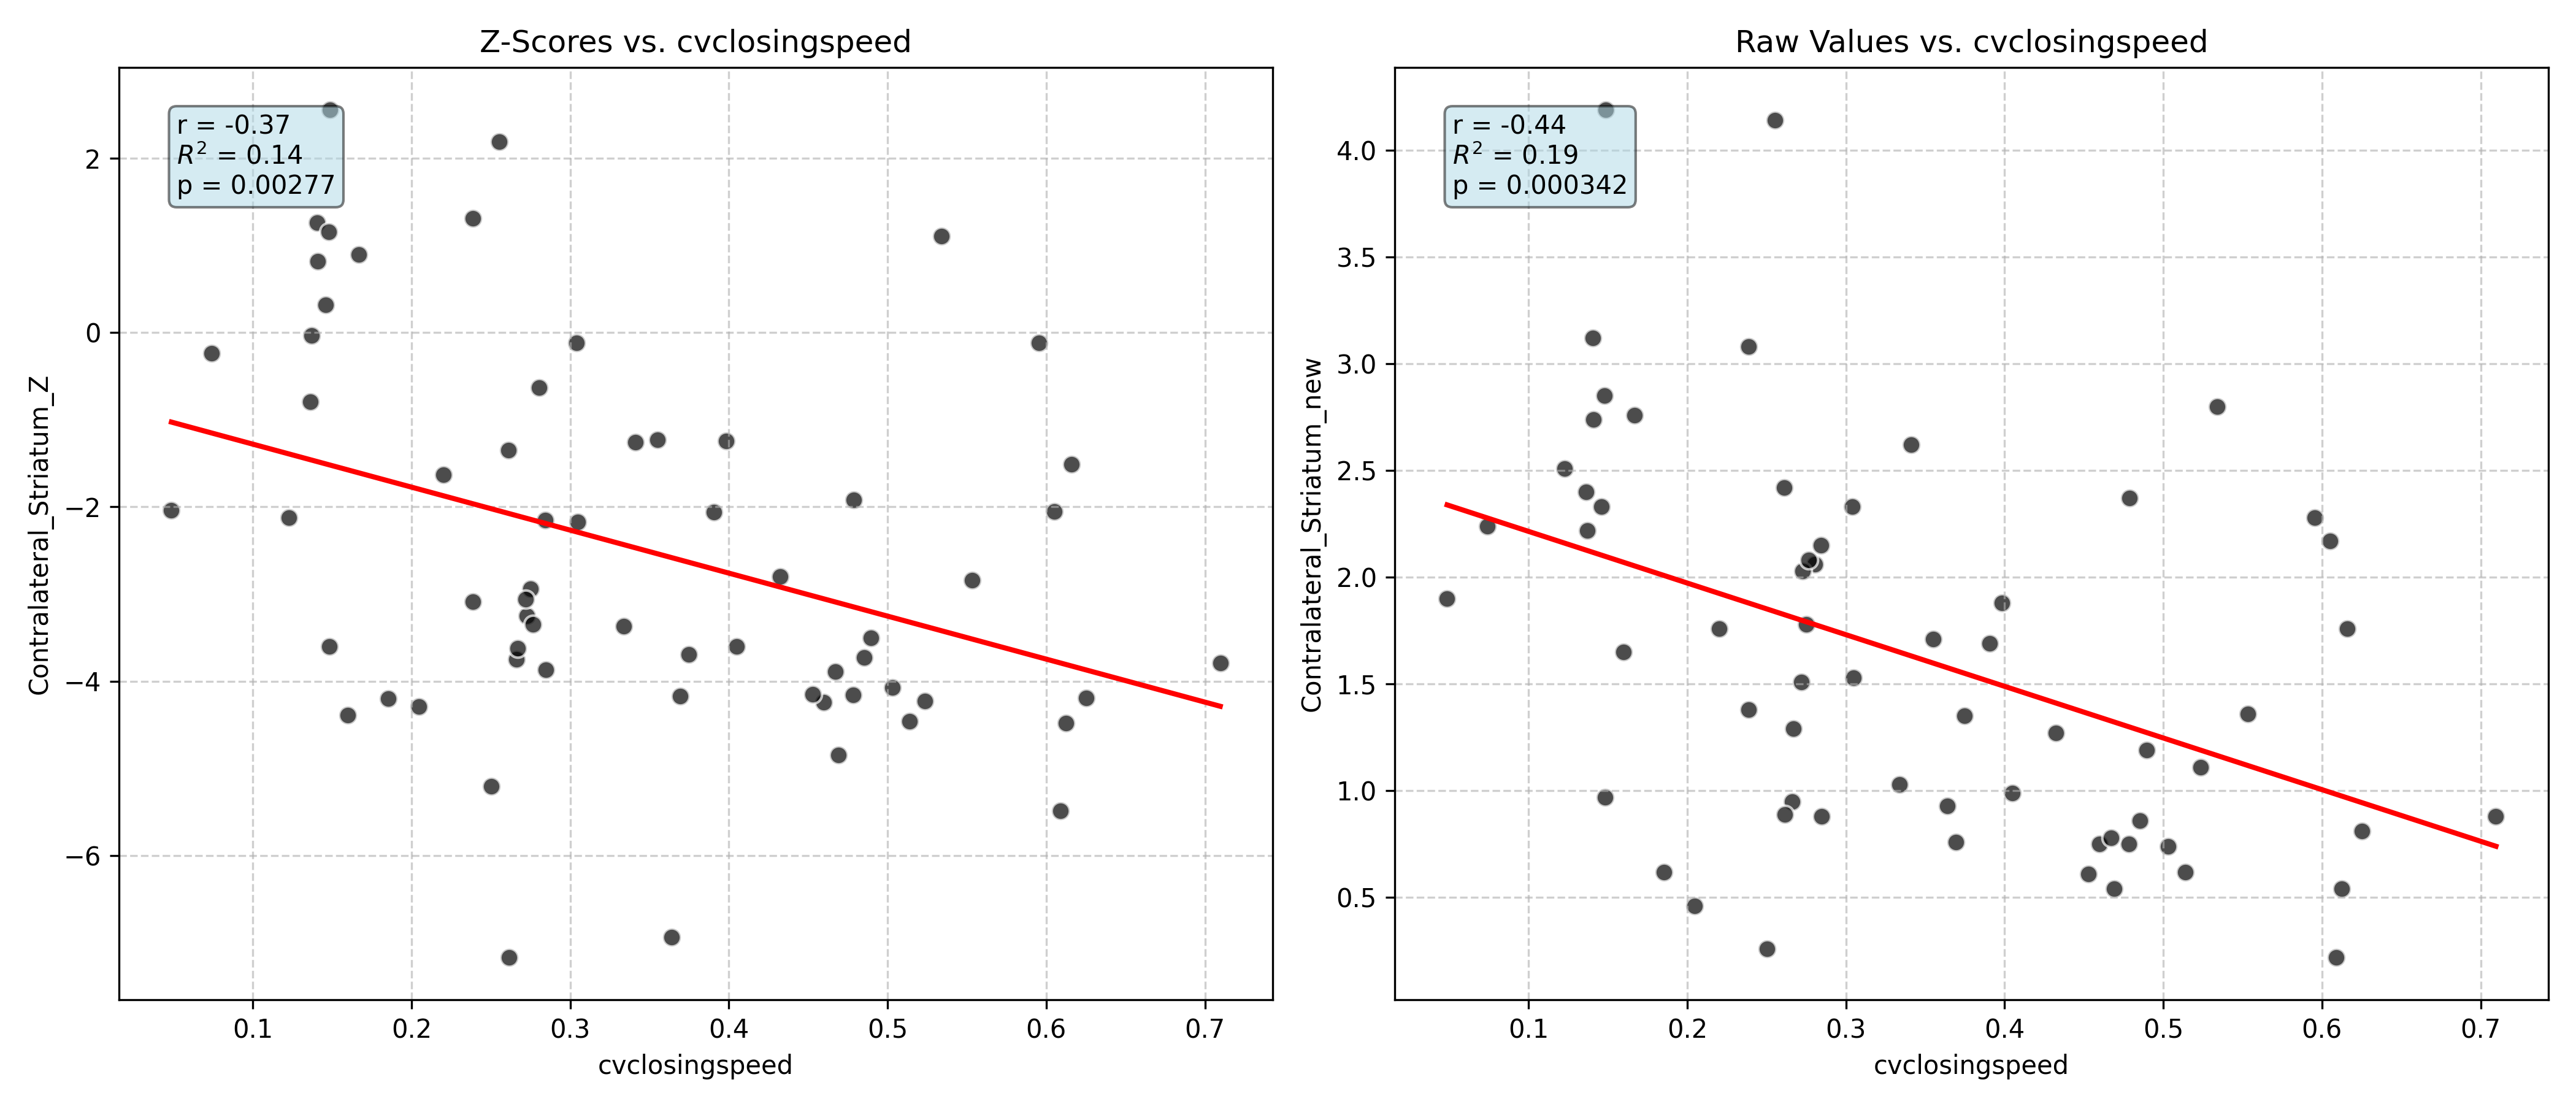 Z-Scores vs. cvclosingspeed
r = -0.37
R² = 0.14
p = 0.00277
2
0
−2
−4
−6
Contralateral_Striatum_Z
0.1 0.2 0.3 0.4 0.5 0.6 0.7
cvclosingspeed
Raw Values vs. cvclosingspeed
r = -0.44
R² = 0.19
p = 0.000342
4.0
3.5
3.0
2.5
2.0
1.5
1.0
0.5
Contralateral_Striatum_new
0.1 0.2 0.3 0.4 0.5 0.6 0.7
cvclosingspeed